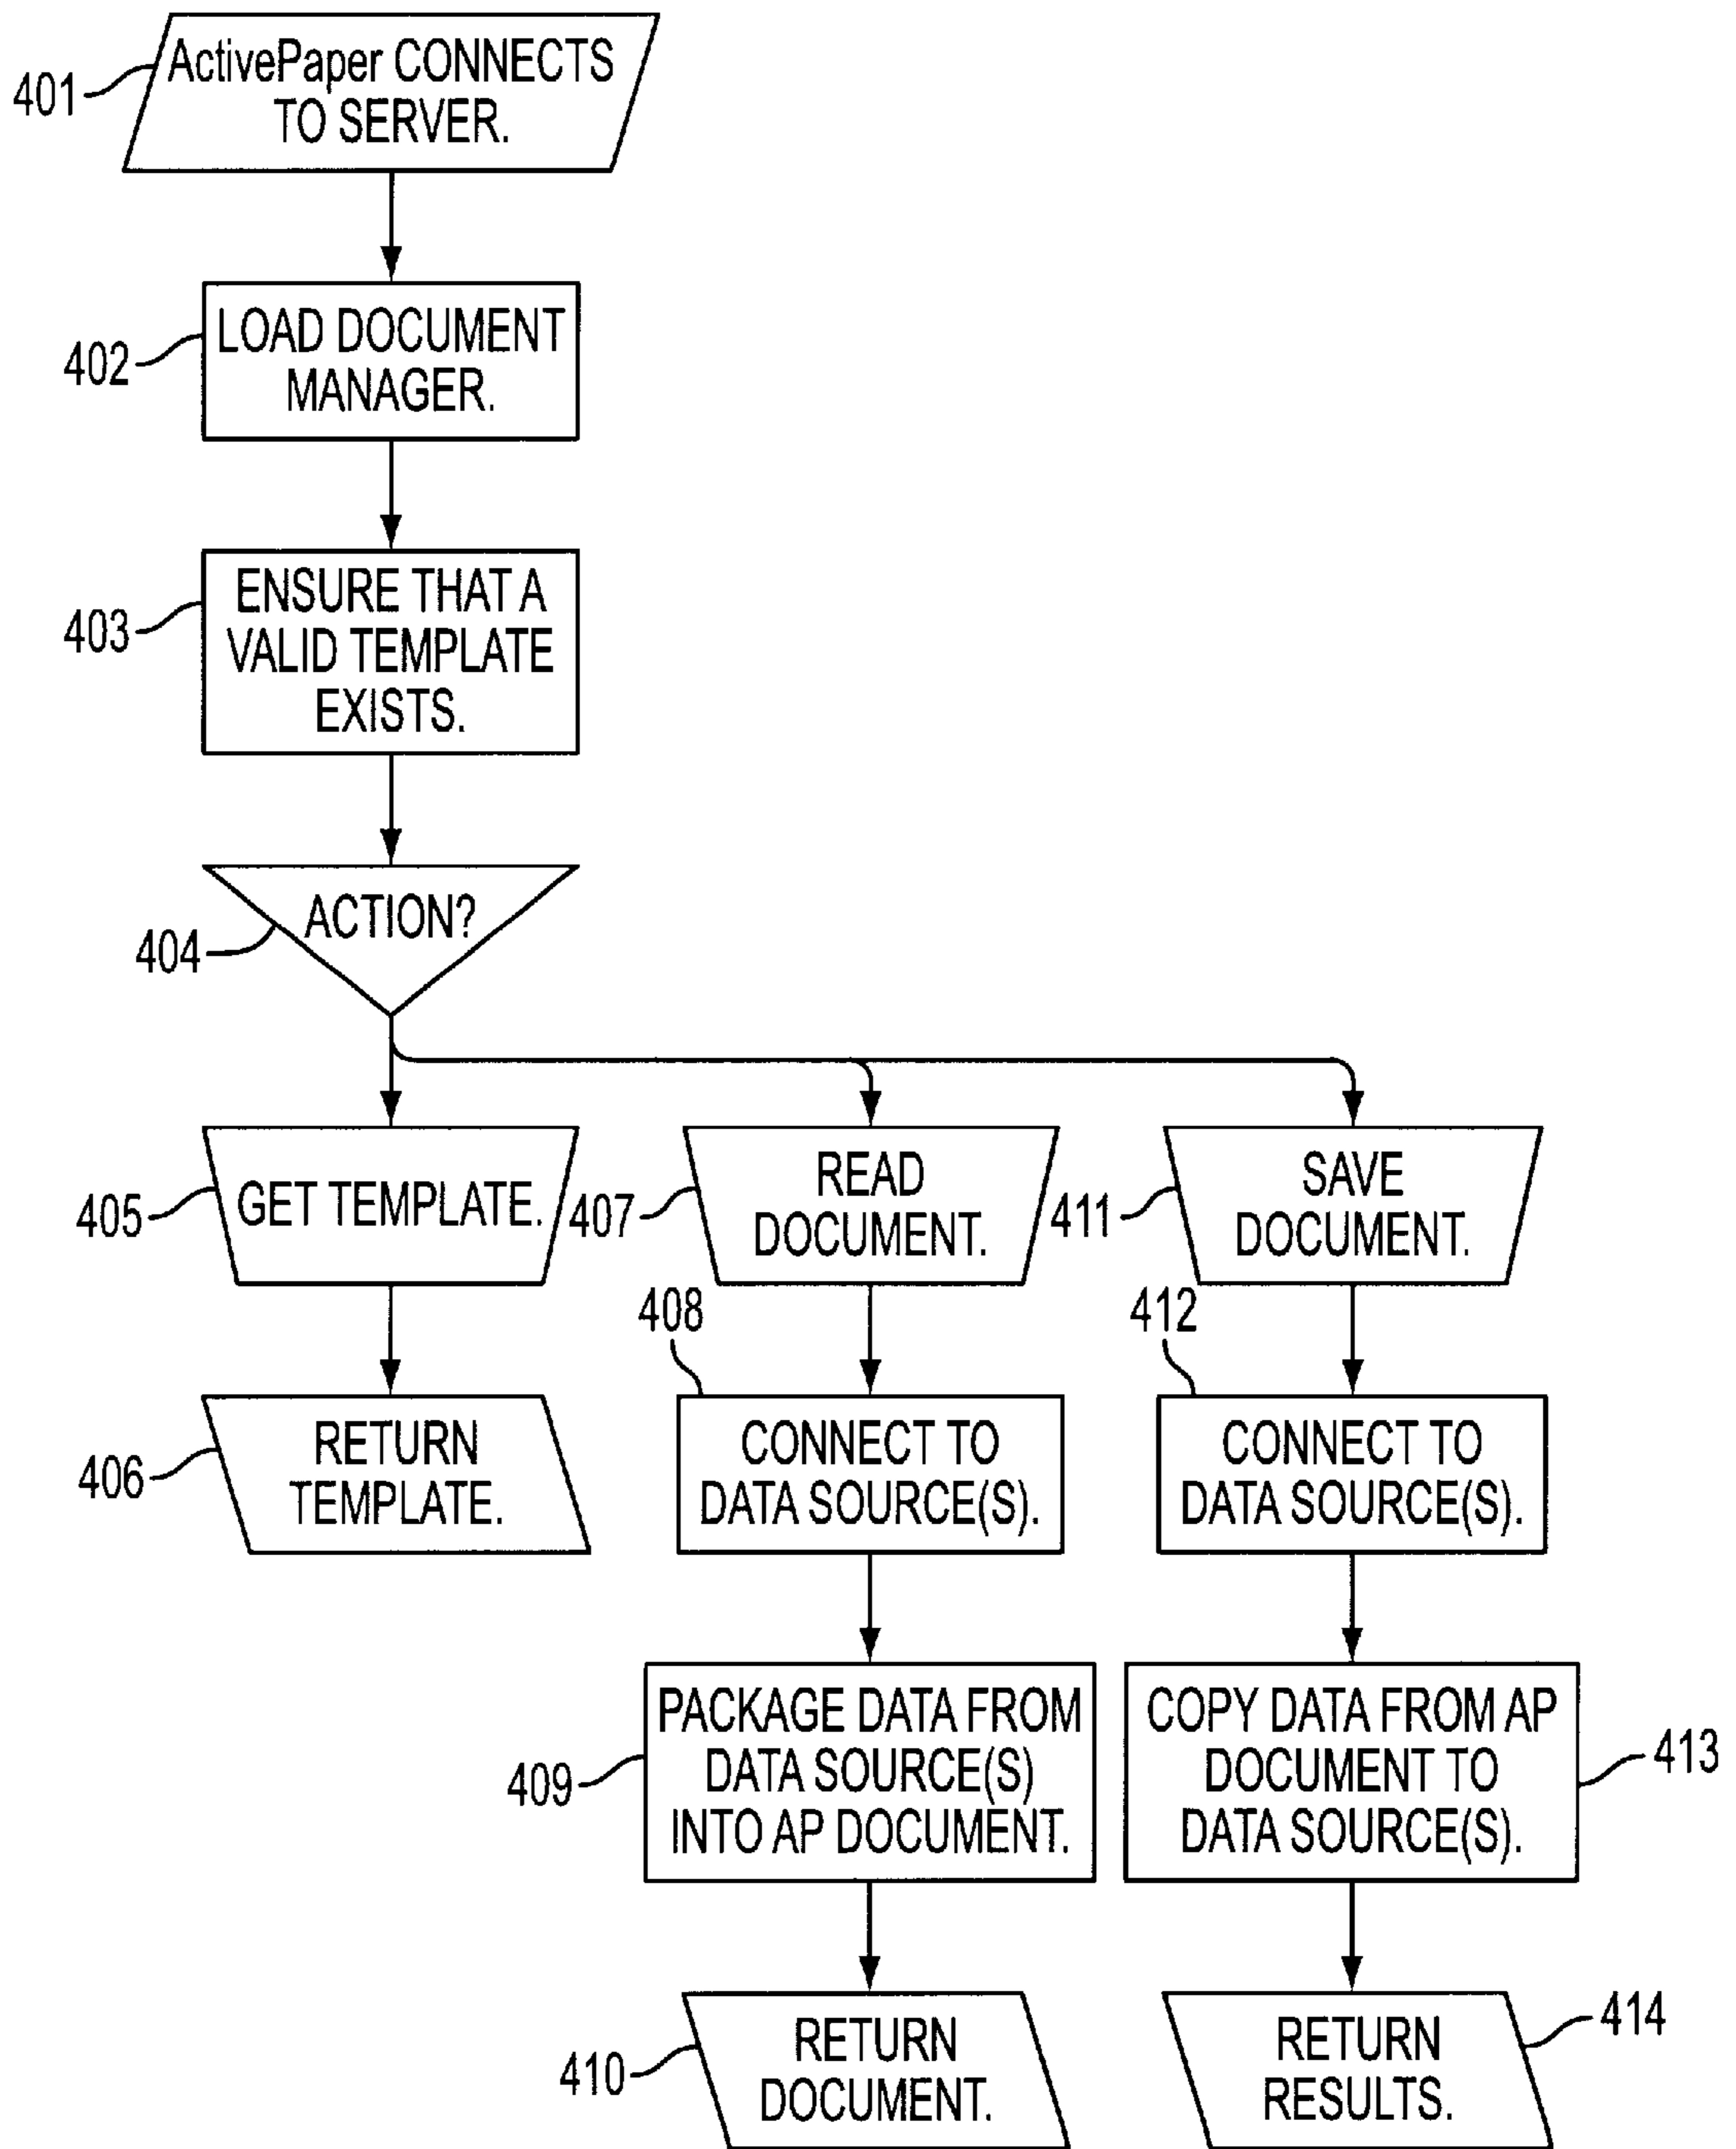 401
ActivePaper CONNECTS
TO SERVER.
402
LOAD DOCUMENT
MANAGER.
403
ENSURE THAT A
VALID TEMPLATE
EXISTS.
404
ACTION?
405
GET TEMPLATE.
406
RETURN
TEMPLATE.
407
READ
DOCUMENT.
408
CONNECT TO
DATA SOURCE(S).
409
PACKAGE DATA FROM
DATA SOURCE(S)
INTO AP DOCUMENT.
410
RETURN
DOCUMENT.
411
SAVE
DOCUMENT.
412
CONNECT TO
DATA SOURCE(S).
413
COPY DATA FROM AP
DOCUMENT TO
DATA SOURCE(S).
414
RETURN
RESULTS.